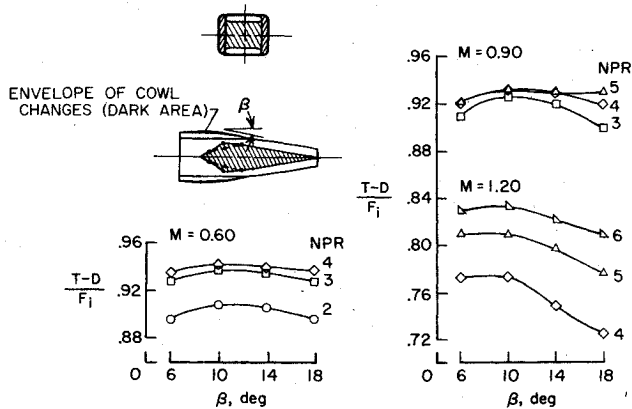 ENVELOPE OF COWL
CHANGES (DARK AREA)
β
M = 0.60
NPR
T-D
Fi
.96
.92
.88
0
4
3
2
6 10 14 18
β, deg
M = 0.90
NPR
.96
.92
.88
5
4
3
T-D
Fi
M = 1.20
.84
.80
.76
.72
0
6
5
4
6 10 14 18
β, deg